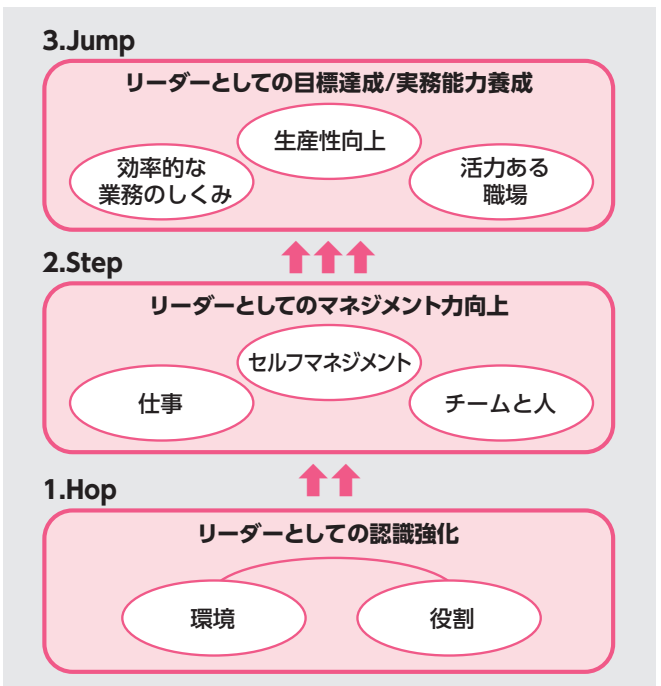 3.Jump
リーダーとしての目標達成/実務能力養成
生産性向上
効率的な
業務のしくみ
活力ある
職場
2.Step
リーダーとしてのマネジメント力向上
セルフマネジメント
仕事
チームと人
1.Hop
リーダーとしての認識強化
環境
役割